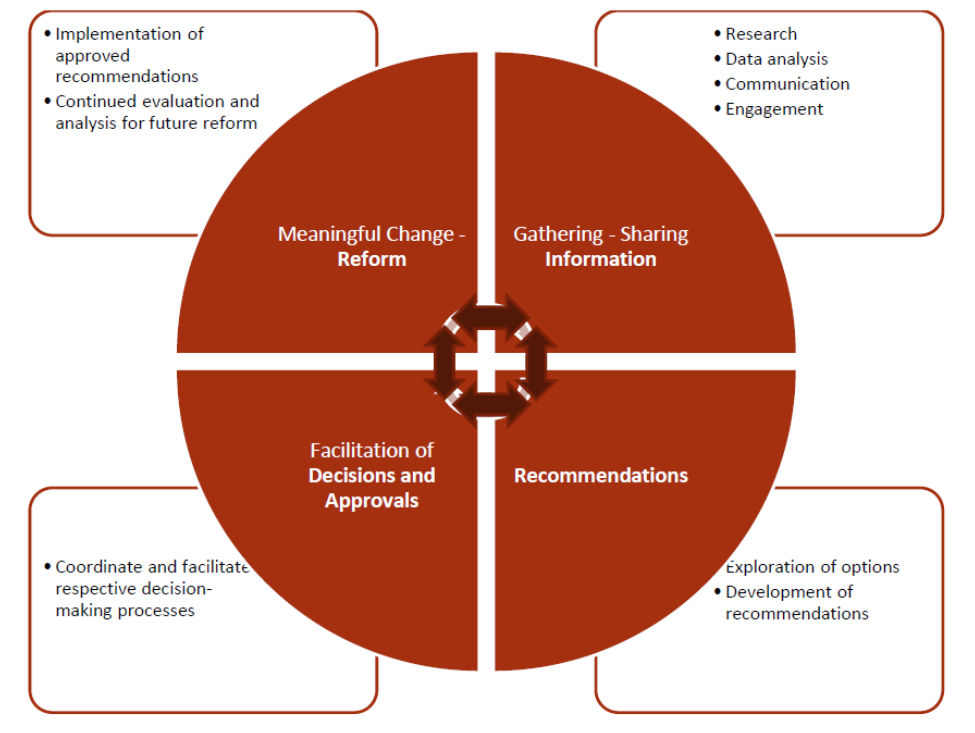 • Implementation of
approved
recommendations
• Continued evaluation and
analysis for future reform
• Research
• Data analysis
• Communication
• Engagement
Meaningful Change -
Reform
Gathering - Sharing
Information
Facilitation of
Decisions and
Approvals
Recommendations
• Coordinate and facilitate
respective decision-
making processes
Exploration of options
• Development of
recommendations